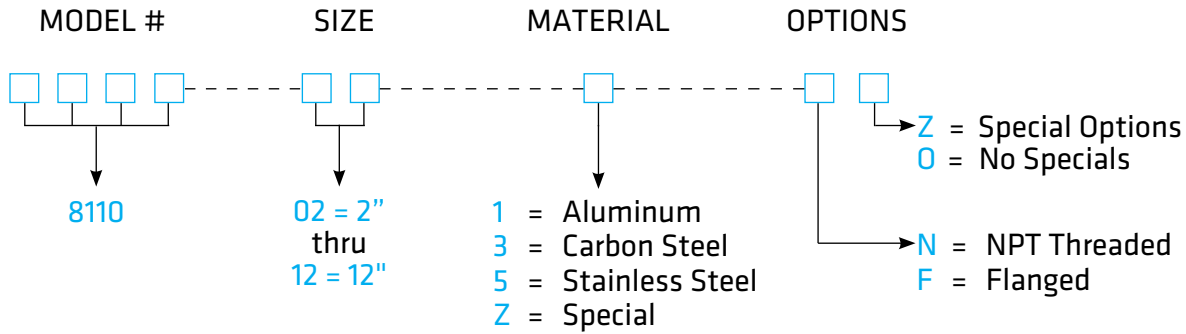 MODEL # SIZE MATERIAL OPTIONS
Z = Special Options
0 = No Specials
8110
02 = 2”
thru
12 = 12"
1 = Aluminum
3 = Carbon Steel
5 = Stainless Steel
Z = Special
N = NPT Threaded
F = Flanged